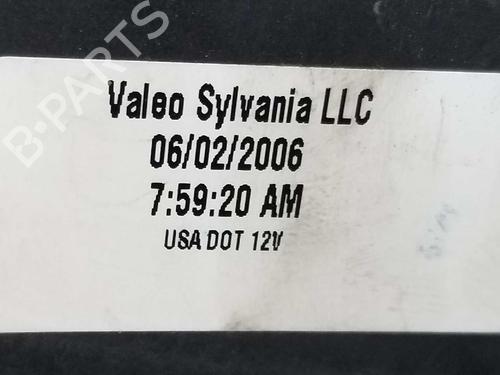 B-PARTS
Valeo Sylvania LLC
06/02/2006
7:59:20 AM
USA DOT 12V